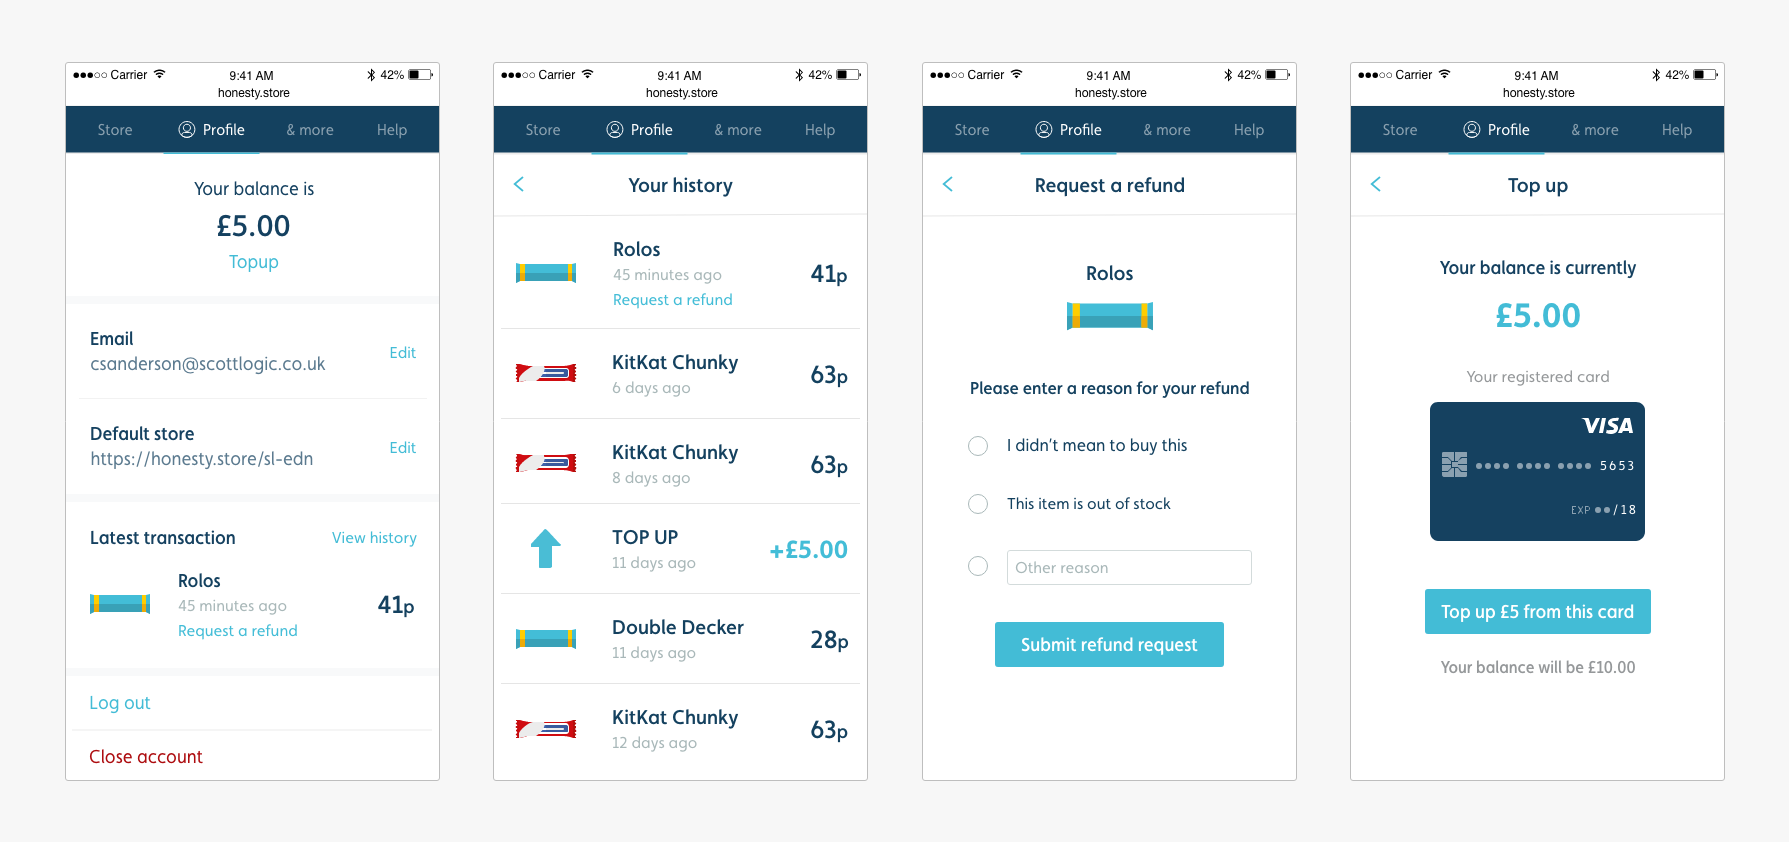 Carrier
9:41 AM
42%
honesty.store
Store
Profile
& more
Help
Your balance is
£5.00
Topup
Email
csanderson@scottlogic.co.uk
Edit
Default store
https://honesty.store/sl-edn
Edit
Latest transaction
View history
Rolos
45 minutes ago
Request a refund
41p
Log out
Close account
Carrier
9:41 AM
42%
honesty.store
Store
Profile
& more
Help
Your history
Rolos
45 minutes ago
Request a refund
41p
KitKat Chunky
6 days ago
63p
KitKat Chunky
8 days ago
63p
TOP UP
11 days ago
+£5.00
Double Decker
11 days ago
28p
KitKat Chunky
12 days ago
63p
Carrier
9:41 AM
42%
honesty.store
Store
Profile
& more
Help
Request a refund
Rolos
Please enter a reason for your refund
I didn't mean to buy this
This item is out of stock
Other reason
Submit refund request
Carrier
9:41 AM
42%
honesty.store
Store
Profile
& more
Help
Top up
Your balance is currently
£5.00
Your registered card
VISA
•••• •••• •••• 5653
EXP ••/18
Top up £5 from this card
Your balance will be £10.00